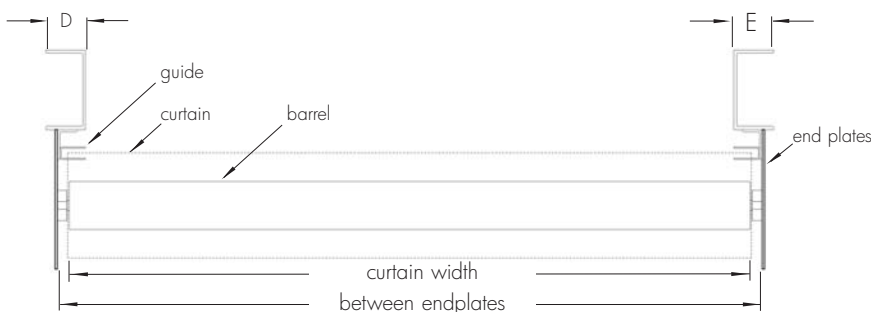 D
E
guide
curtain
barrel
end plates
curtain width
between endplates